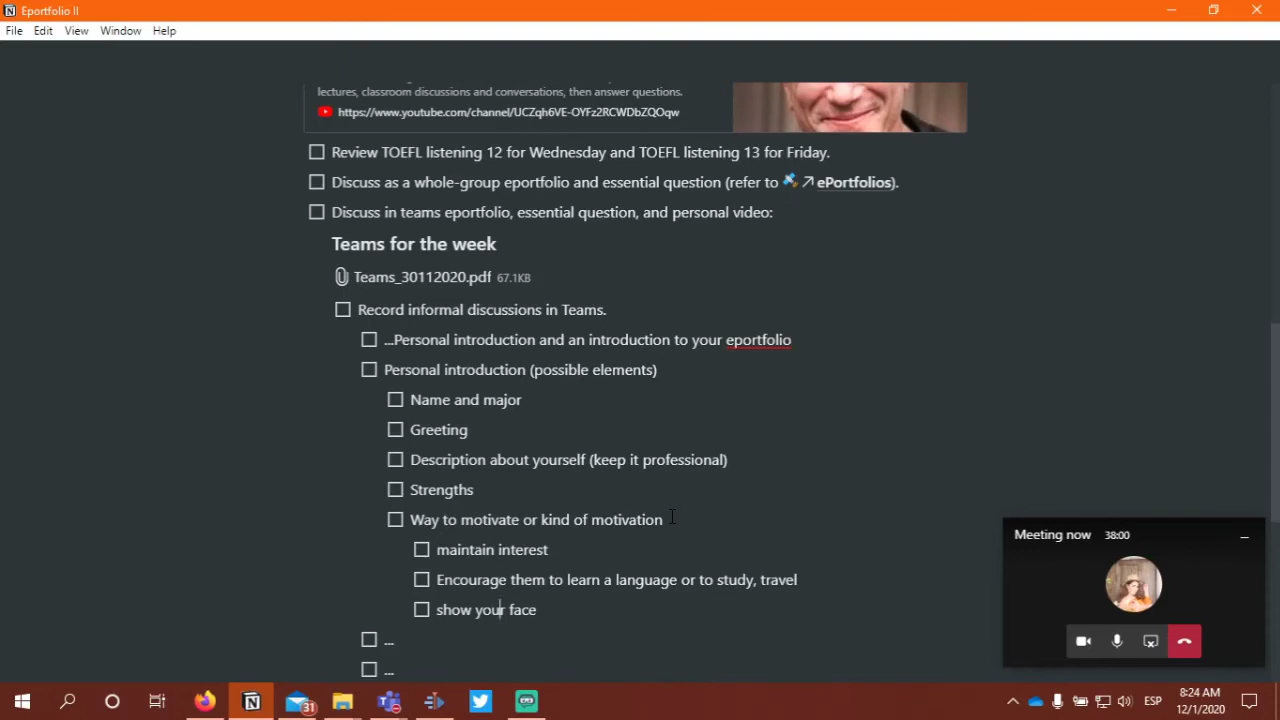 Eportfolio II
File Edit View Window Help
lectures, classroom discussions and conversations, then answer questions.
https://www.youtube.com/channel/UCZqh6VE-OYFz2RCWDbZQOqw
Review TOEFL listening 12 for Wednesday and TOEFL listening 13 for Friday.
Discuss as a whole-group eportfolio and essential question (refer to ↗ ePortfolios).
Discuss in teams eportfolio, essential question, and personal video:
Teams for the week
Teams_30112020.pdf 67.1KB
Record informal discussions in Teams.
...Personal introduction and an introduction to your eportfolio
Personal introduction (possible elements)
Name and major
Greeting
Description about yourself (keep it professional)
Strengths
Way to motivate or kind of motivation
maintain interest
Encourage them to learn a language or to study, travel
show your face
...
...
Meeting now 38:00
31
ESP
8:24 AM
12/1/2020